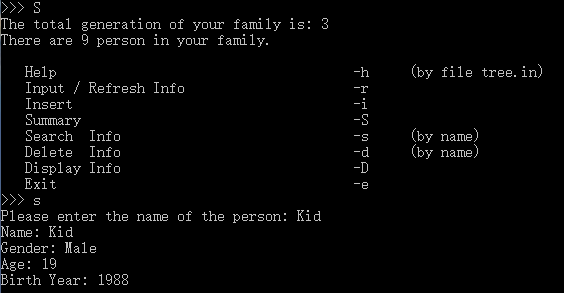 >>> S
The total generation of your family is: 3
There are 9 person in your family.
Help -h (by file tree.in)
Input / Refresh Info -r
Insert -i
Summary -S
Search Info -s (by name)
Delete Info -d (by name)
Display Info -D
Exit -e
>>> s
Please enter the name of the person: Kid
Name: Kid
Gender: Male
Age: 19
Birth Year: 1988